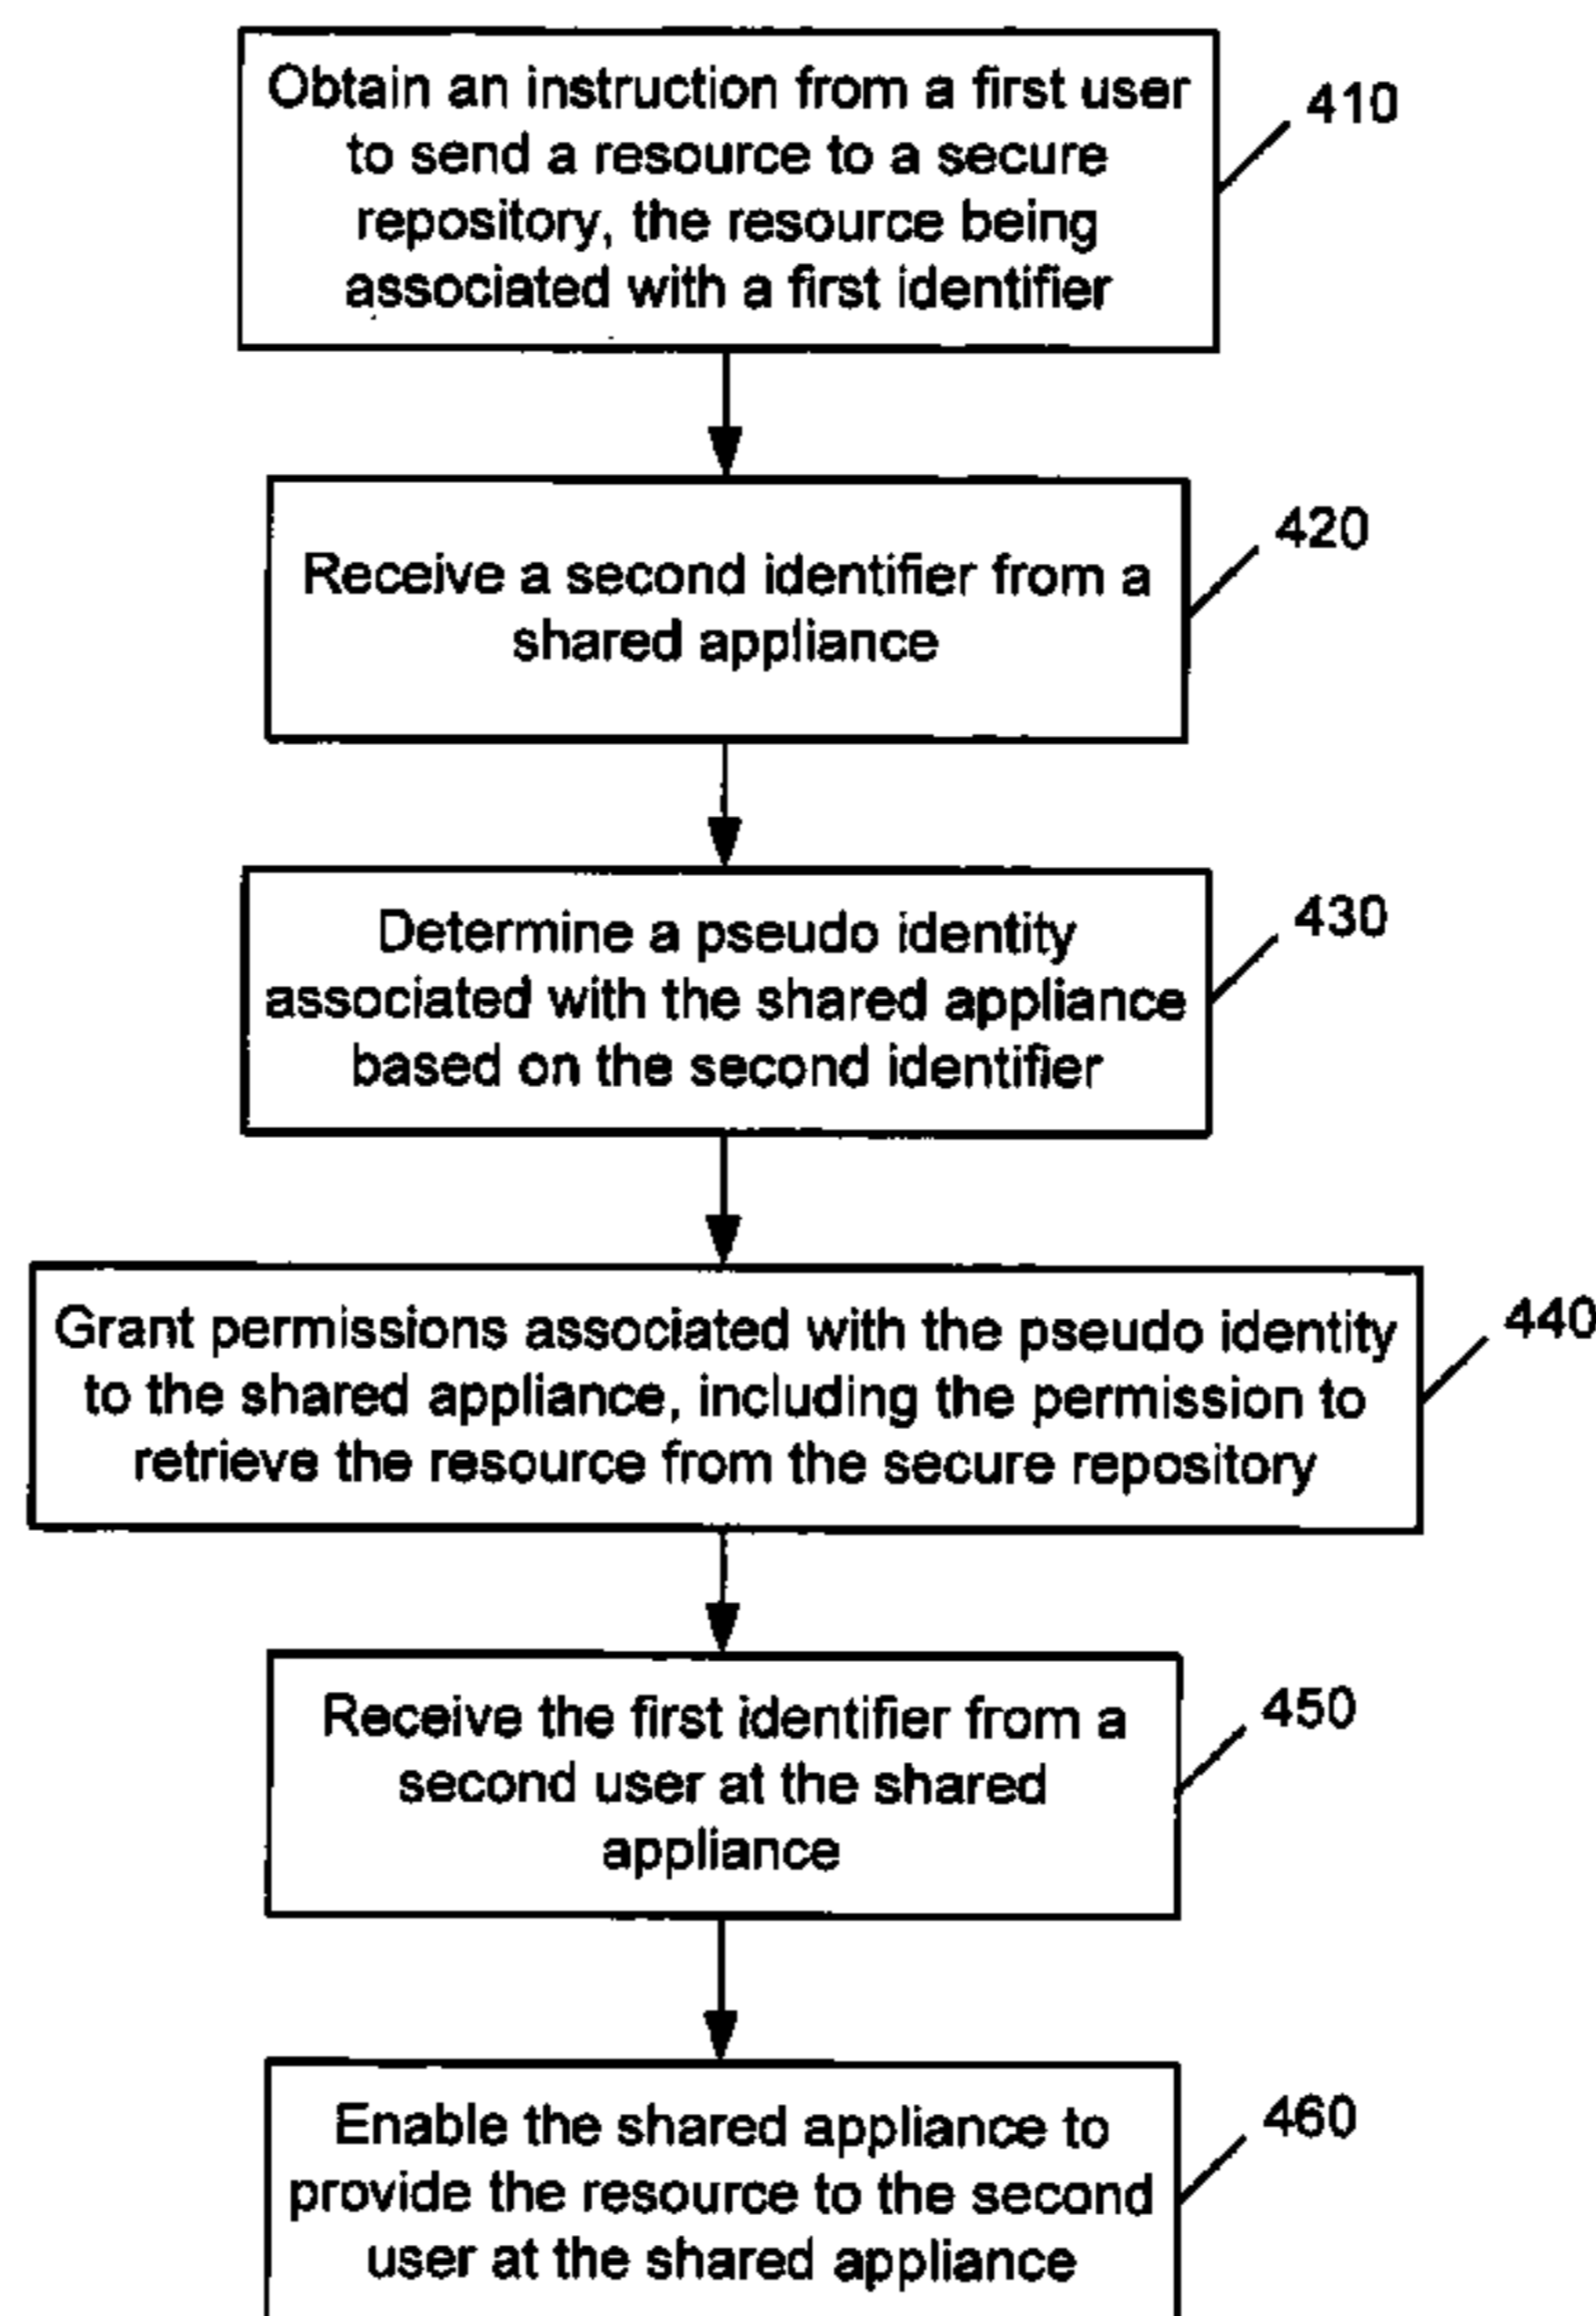 Obtain an instruction from a first user
to send a resource to a secure
repository, the resource being
associated with a first identifier
410
Receive a second identifier from a
shared appliance
420
Determine a pseudo identity
associated with the shared appliance
based on the second identifier
430
Grant permissions associated with the pseudo identity
to the shared appliance, including the permission to
retrieve the resource from the secure repository
440
Receive the first identifier from a
second user at the shared
appliance
450
Enable the shared appliance to
provide the resource to the second
user at the shared appliance
460